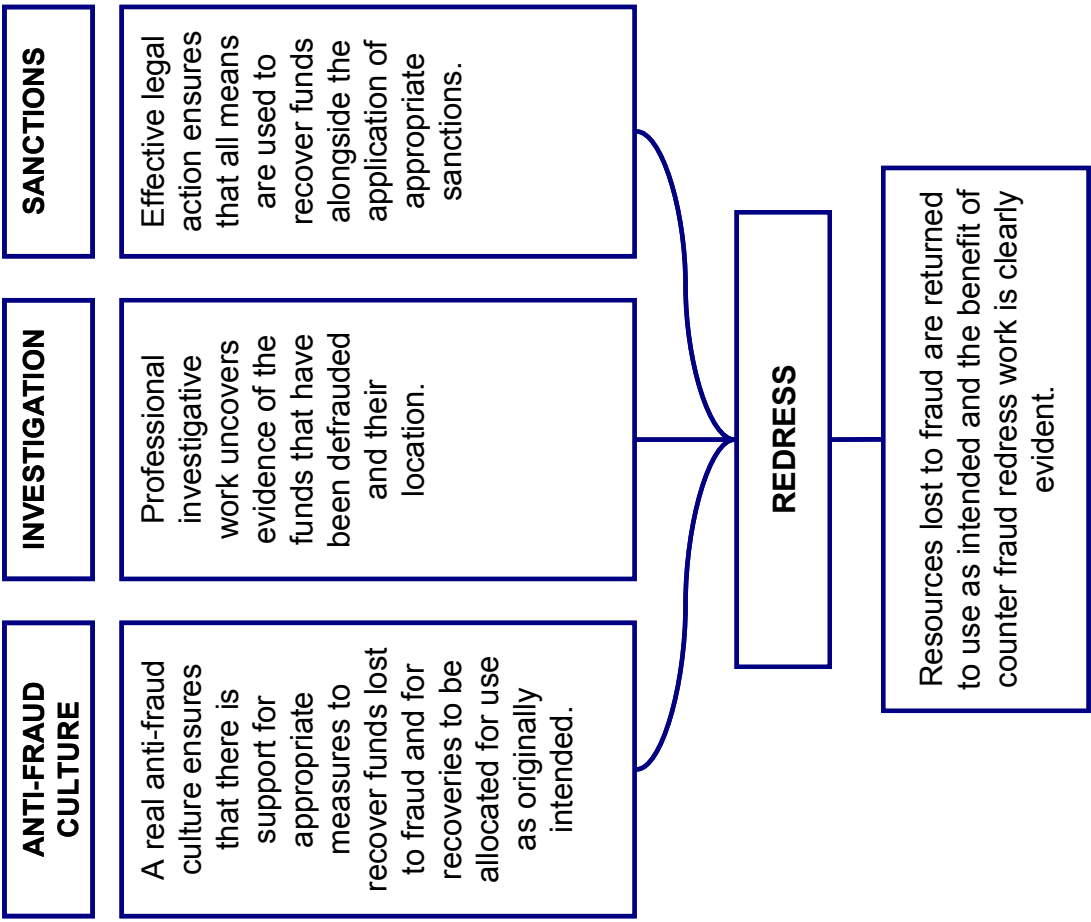 ANTI-FRAUD
CULTURE
A real anti-fraud
culture ensures
that there is
support for
appropriate
measures to
recover funds lost
to fraud and for
recoveries to be
allocated for use
as originally
intended.
INVESTIGATION
Professional
investigative
work uncovers
evidence of the
funds that have
been defrauded
and their
location.
SANCTIONS
Effective legal
action ensures
that all means
are used to
recover funds
alongside the
application of
appropriate
sanctions.
REDRESS
Resources lost to fraud are returned
to use as intended and the benefit of
counter fraud redress work is clearly
evident.